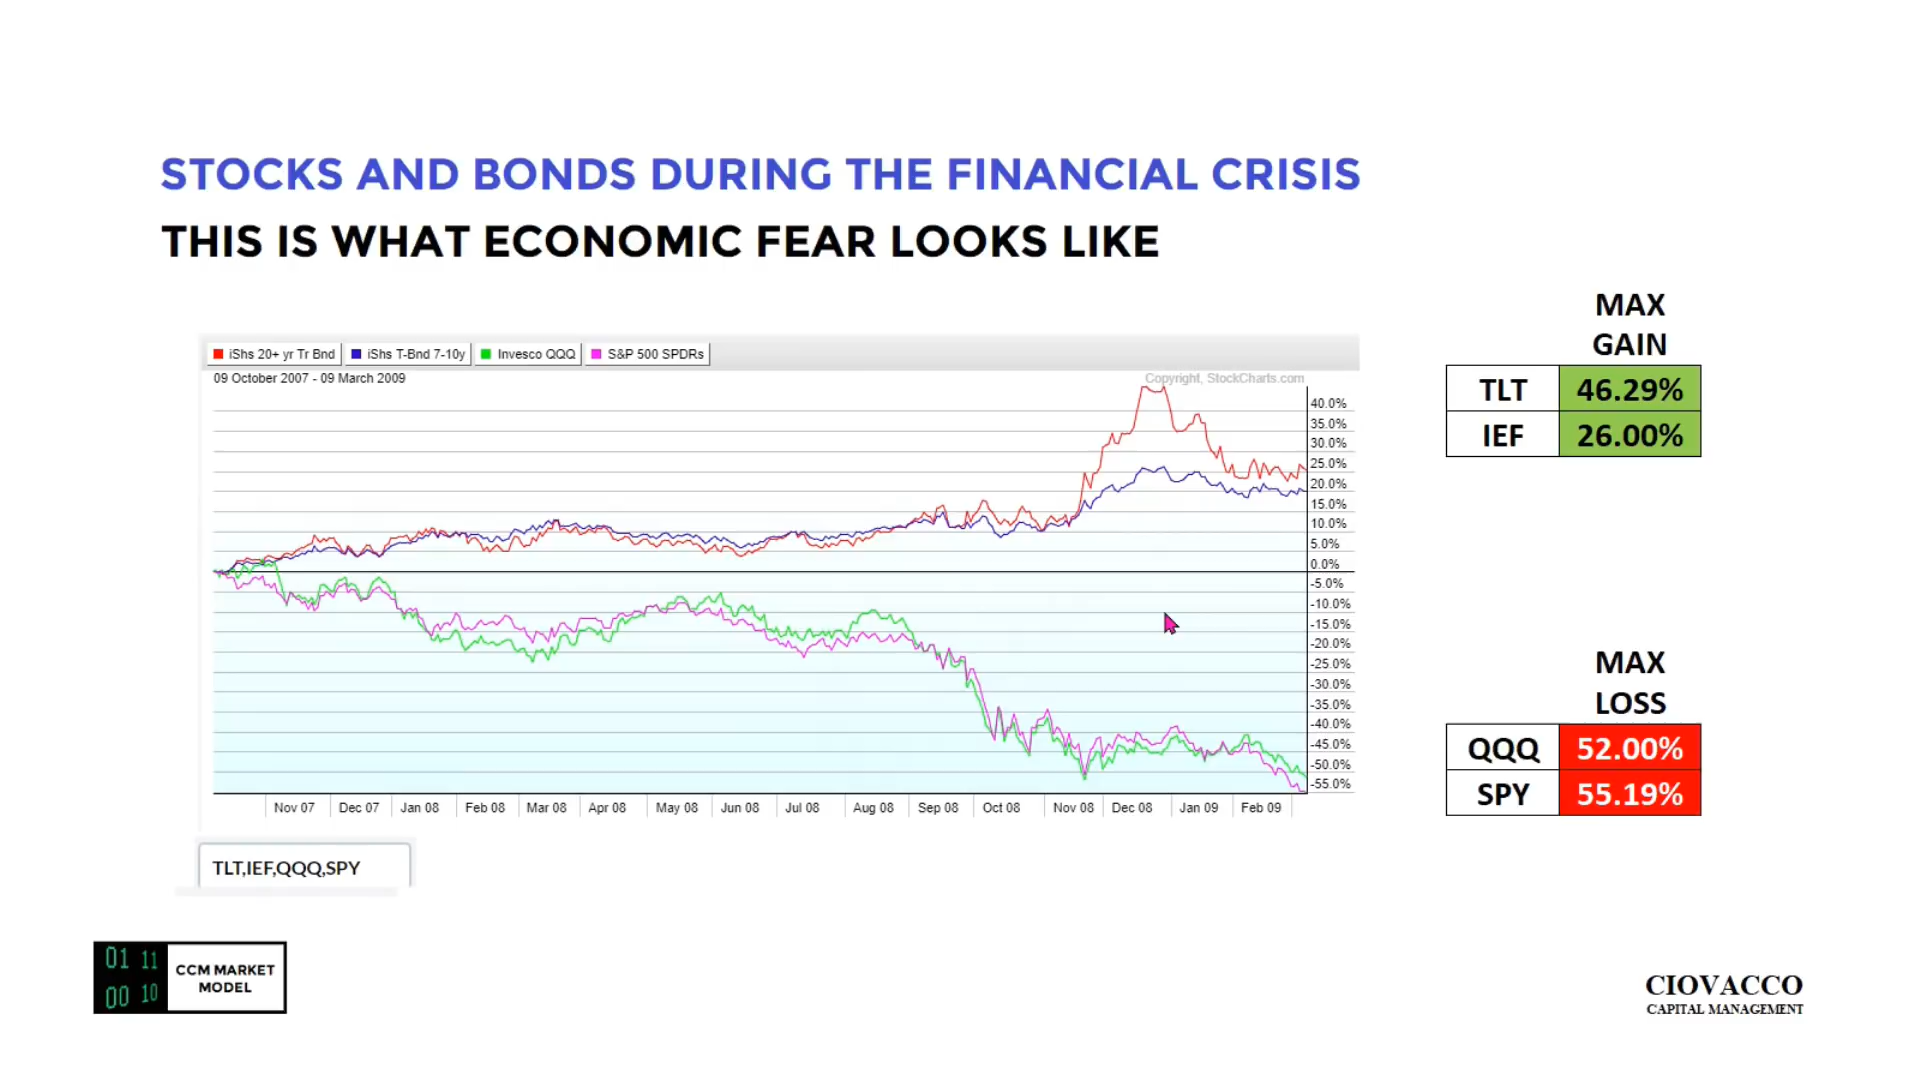 STOCKS AND BONDS DURING THE FINANCIAL CRISIS
THIS IS WHAT ECONOMIC FEAR LOOKS LIKE
iShs 20+ yr Tr Bnd iShs T-Bnd 7-10y Invesco QQQ S&P 500 SPDRs
09 October 2007 - 09 March 2009
Copyright, StockCharts.com
40.0%
35.0%
30.0%
25.0%
20.0%
15.0%
10.0%
5.0%
0.0%
-5.0%
-10.0%
-15.0%
-20.0%
-25.0%
-30.0%
-35.0%
-40.0%
-45.0%
-50.0%
-55.0%
Nov 07 Dec 07 Jan 08 Feb 08 Mar 08 Apr 08 May 08 Jun 08 Jul 08 Aug 08 Sep 08 Oct 08 Nov 08 Dec 08 Jan 09 Feb 09
TLT,IEF,QQQ,SPY
MAX
GAIN
TLT 46.29%
IEF 26.00%
MAX
LOSS
QQQ 52.00%
SPY 55.19%
01 11
00 10
CCM MARKET
MODEL
CIOVACCO
CAPITAL MANAGEMENT